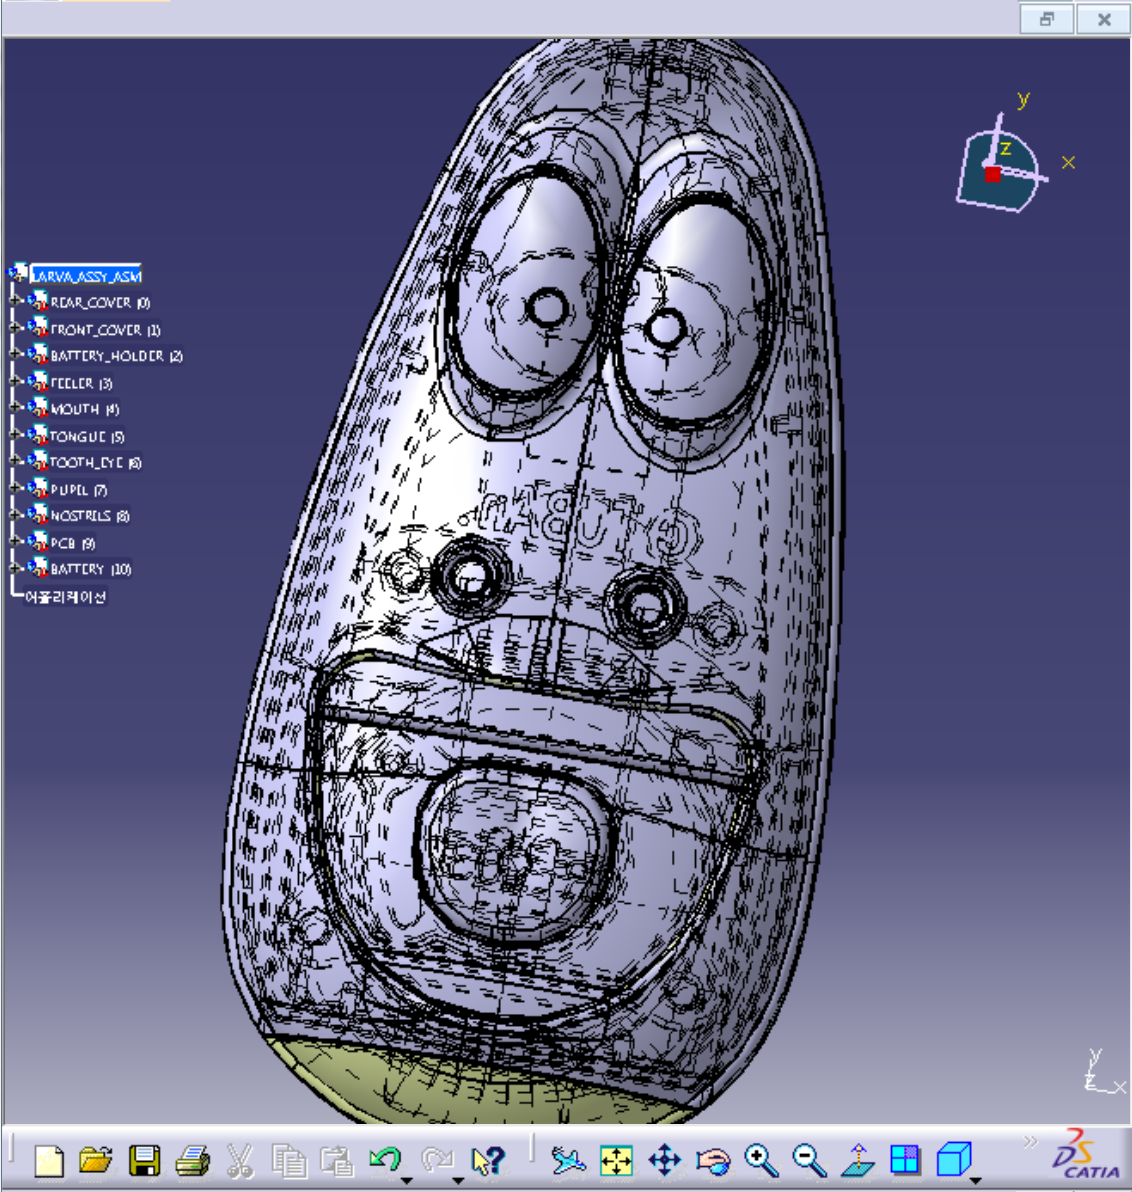 y
z
x
LARVA_ASSY_ASM
REAR_COVER (0)
FRONT_COVER (1)
BATTERY_HOLDER (2)
FEELER (3)
MOUTH (4)
TONGUE (5)
TOOTH_EYE (6)
PUPIL (7)
NOSTRILS (8)
PCB (9)
BATTERY (10)
어플리케이션
y
z
x
CATIA